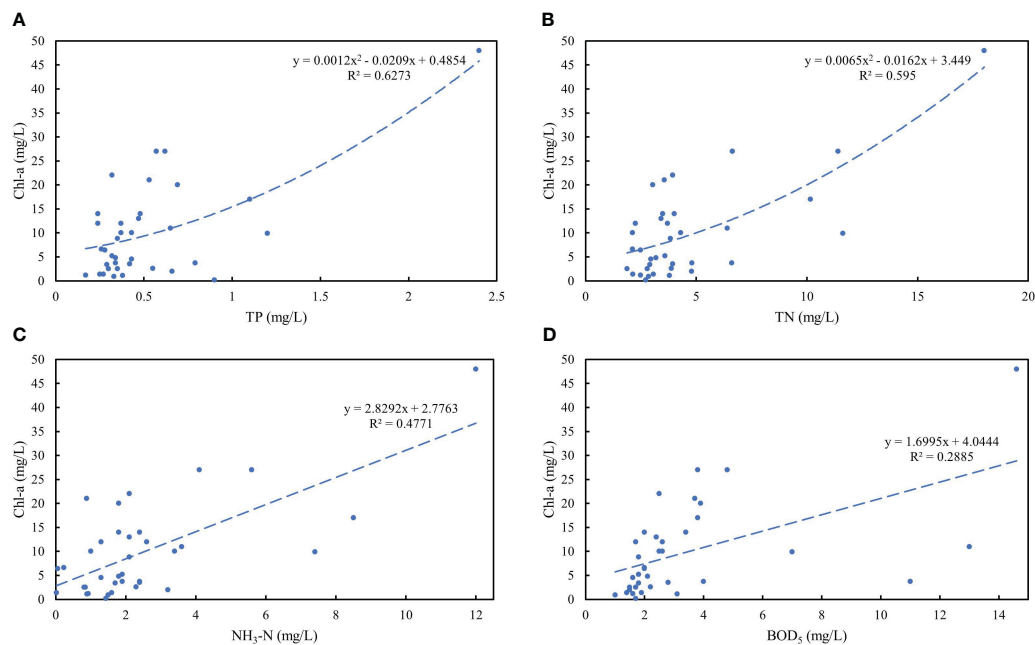 A
50
45
40
35
30
25
20
15
10
5
0
Chl-a (mg/L)
y = 0.0012x² - 0.0209x + 0.4854
R² = 0.6273
0 0.5 1 1.5 2 2.5
TP (mg/L)
B
50
45
40
35
30
25
20
15
10
5
0
Chl-a (mg/L)
y = 0.0065x² - 0.0162x + 3.449
R² = 0.595
0 5 10 15 20
TN (mg/L)
C
50
45
40
35
30
25
20
15
10
5
0
Chl-a (mg/L)
y = 2.8292x + 2.7763
R² = 0.4771
0 2 4 6 8 10 12
NH₃-N (mg/L)
D
50
45
40
35
30
25
20
15
10
5
0
Chl-a (mg/L)
y = 1.6995x + 4.0444
R² = 0.2885
0 2 4 6 8 10 12 14
BOD₅ (mg/L)